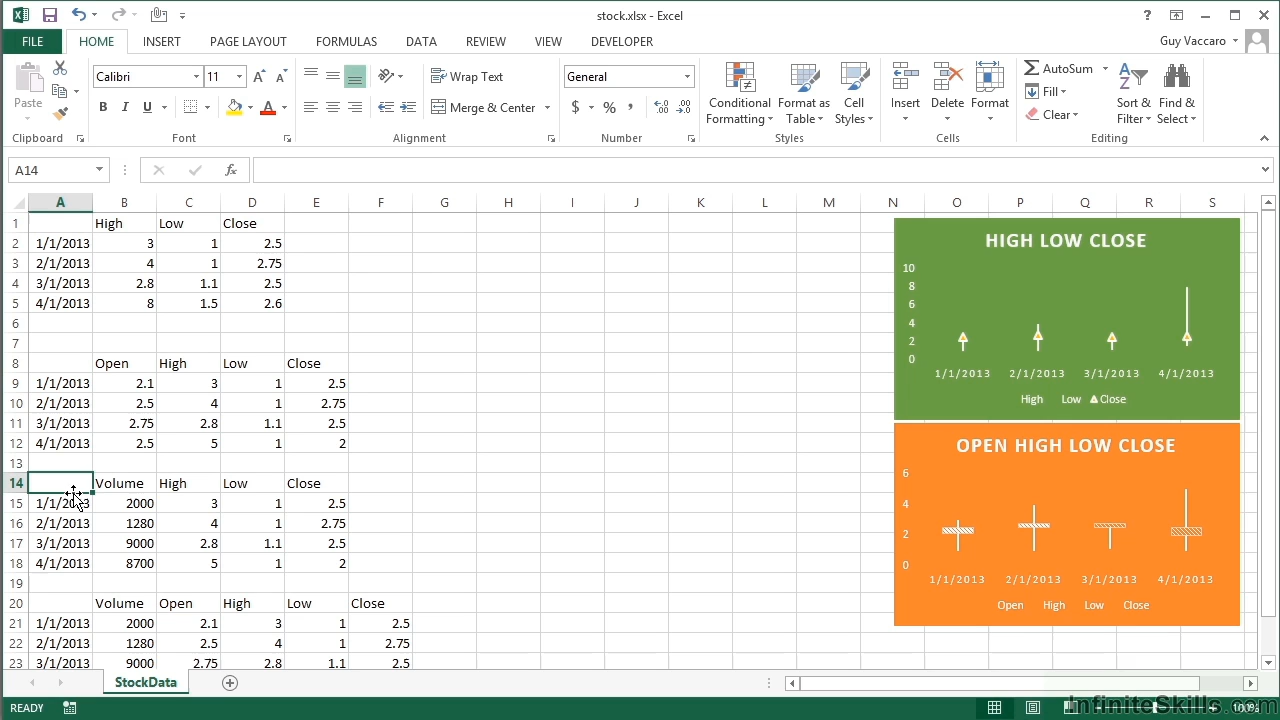 stock.xlsx - Excel
?
FILE HOME INSERT PAGE LAYOUT FORMULAS DATA REVIEW VIEW DEVELOPER Guy Vaccaro
Calibri 11 A A Wrap Text General AutoSum
Paste Conditional Format as Cell Insert Delete Format Fill Sort & Find &
B I U A Merge & Center $ % , Formatting Table Styles Clear Filter Select
Clipboard Font Alignment Number Styles Cells Editing
A14 fx
A B C D E F G H I J K L M N O P Q R S
1 High Low Close
2 1/1/2013 3 1 2.5
3 2/1/2013 4 1 2.75
4 3/1/2013 2.8 1.1 2.5
5 4/1/2013 8 1.5 2.6
6
7
8 Open High Low Close
9 1/1/2013 2.1 3 1 2.5
10 2/1/2013 2.5 4 1 2.75
11 3/1/2013 2.75 2.8 1.1 2.5
12 4/1/2013 2.5 5 1 2
13
14 Volume High Low Close
15 1/1/2013 2000 3 1 2.5
16 2/1/2013 1280 4 1 2.75
17 3/1/2013 9000 2.8 1.1 2.5
18 4/1/2013 8700 5 1 2
19
20 Volume Open High Low Close
21 1/1/2013 2000 2.1 3 1 2.5
22 2/1/2013 1280 2.5 4 1 2.75
23 3/1/2013 9000 2.75 2.8 1.1 2.5
HIGH LOW CLOSE
10
8
6
4
2
0
1/1/2013 2/1/2013 3/1/2013 4/1/2013
High Low Close
OPEN HIGH LOW CLOSE
6
4
2
0
1/1/2013 2/1/2013 3/1/2013 4/1/2013
Open High Low Close
StockData
READY 100%
InfiniteSkills.com